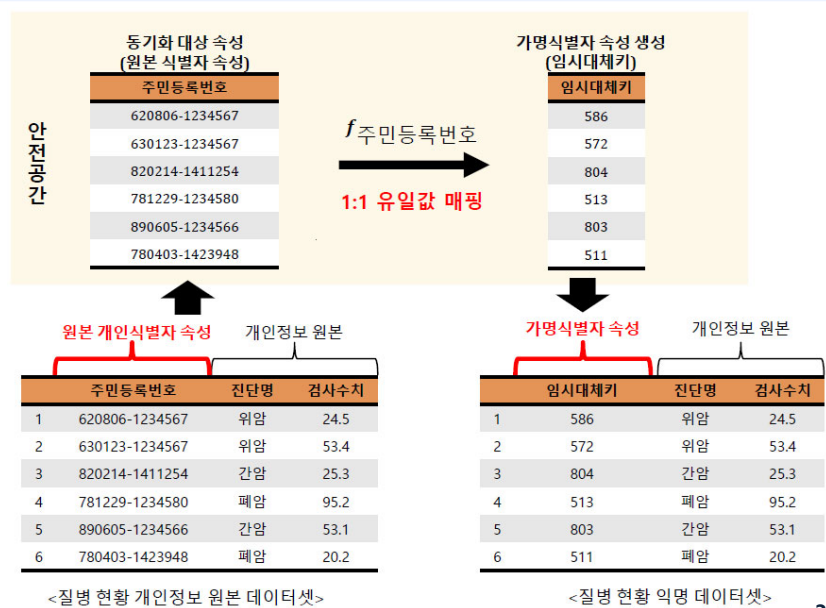 동기화 대상 속성
(원본 식별자 속성)
주민등록번호
620806-1234567
630123-1234567
820214-1411254
781229-1234580
890605-1234566
780403-1423948
안전공간
f주민등록번호
1:1 유일값 매핑
가명식별자 속성 생성
(임시대체키)
임시대체키
586
572
804
513
803
511
원본 개인식별자 속성 개인정보 원본
주민등록번호 진단명 검사수치
1 620806-1234567 위암 24.5
2 630123-1234567 위암 53.4
3 820214-1411254 간암 25.3
4 781229-1234580 폐암 95.2
5 890605-1234566 간암 53.1
6 780403-1423948 폐암 20.2
<질병 현황 개인정보 원본 데이터셋>
가명식별자 속성 개인정보 원본
임시대체키 진단명 검사수치
1 586 위암 24.5
2 572 위암 53.4
3 804 간암 25.3
4 513 폐암 95.2
5 803 간암 53.1
6 511 폐암 20.2
<질병 현황 익명 데이터셋>